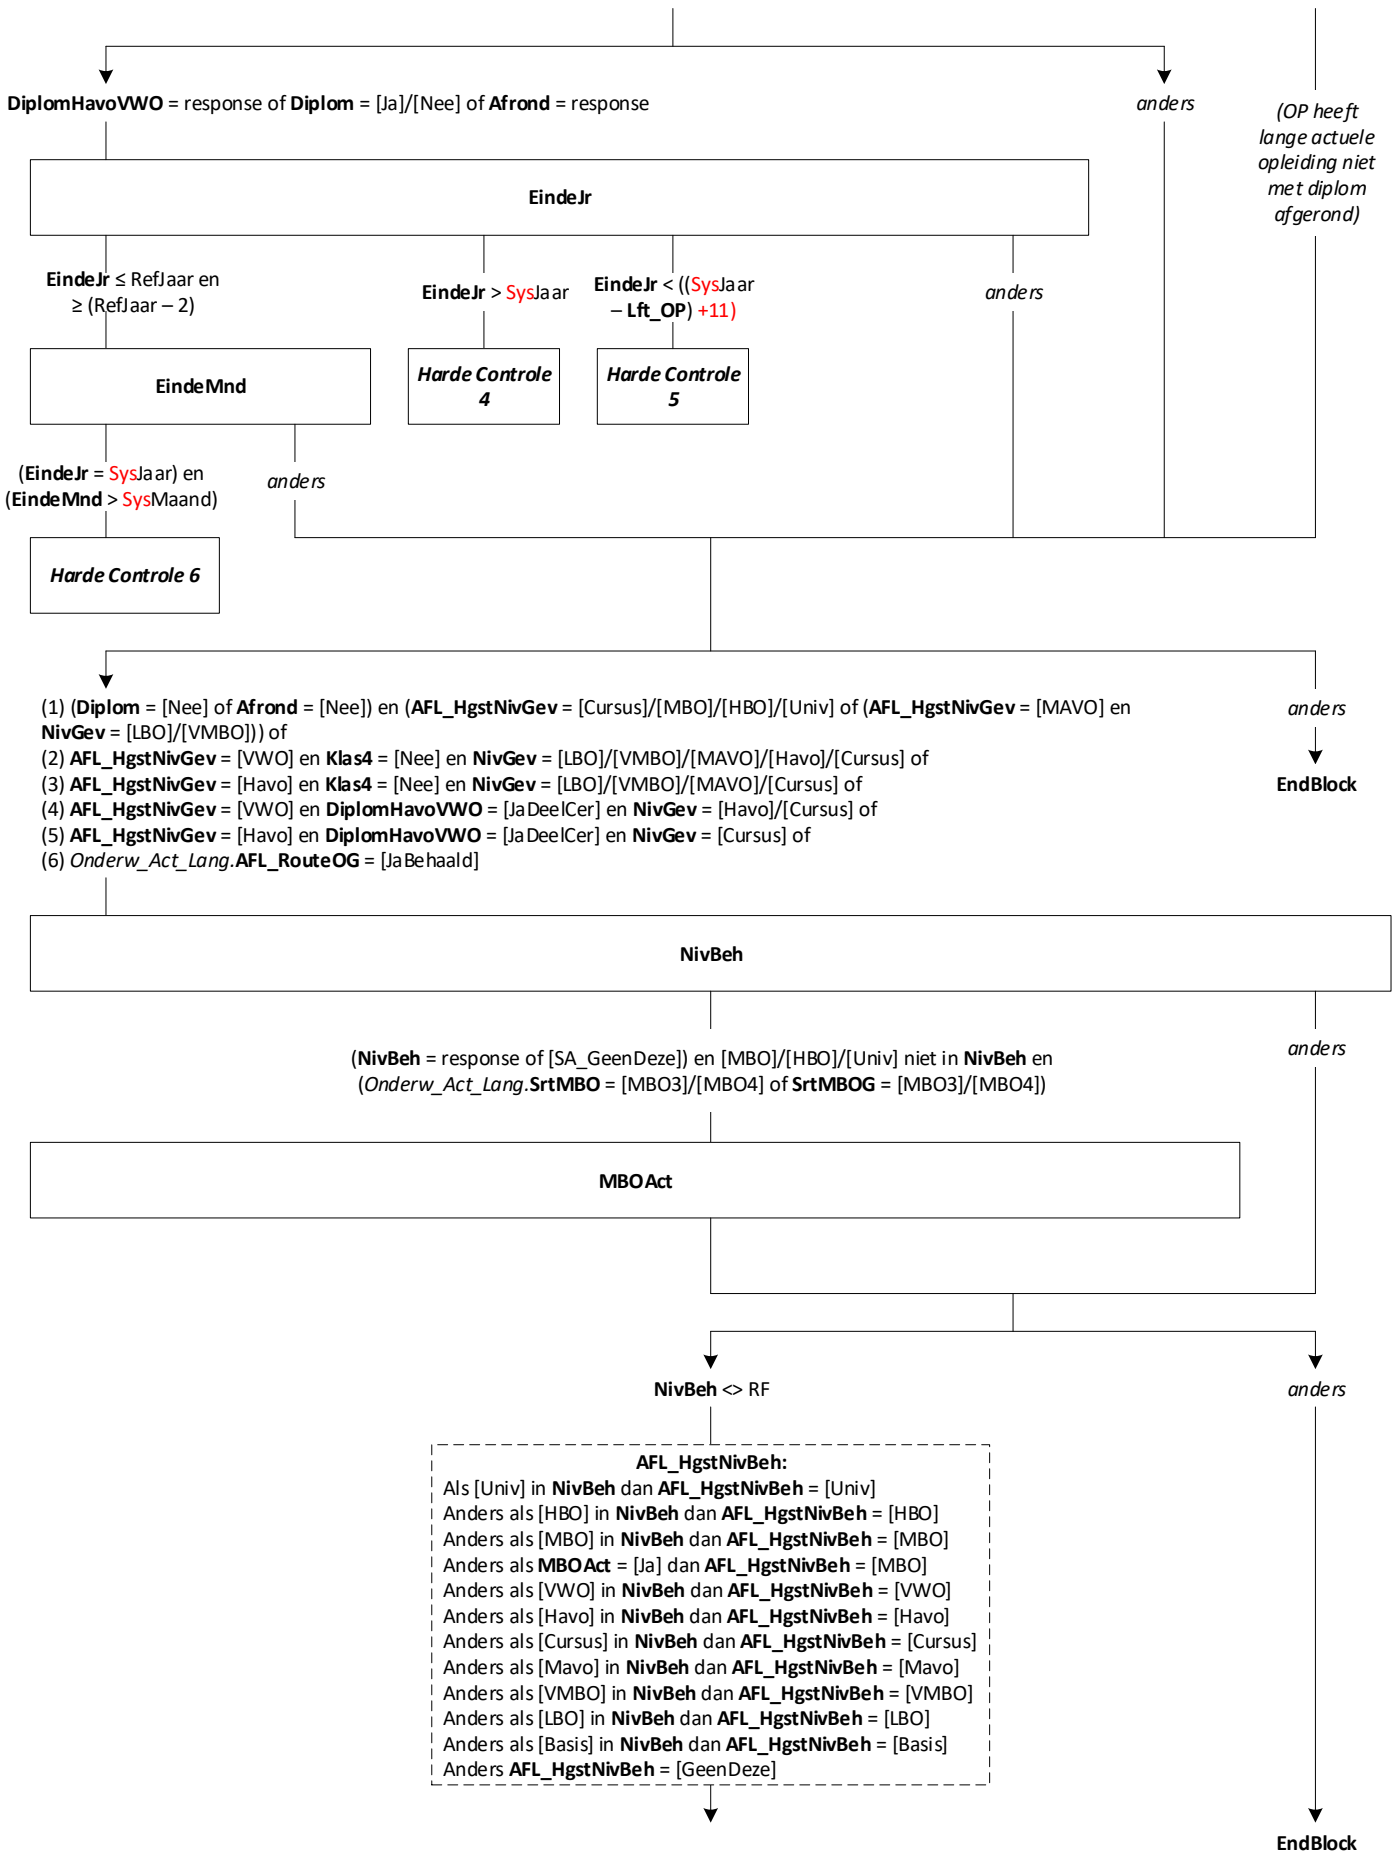 DiplomHavoVWO = response of Diplom = [Ja]/[Nee] of Afrond = response
anders
(OP heeft
lange actuele
opleiding niet
met diplom
afgerond)
EindeJr
EindeJr ≤ RefJaar en
≥ (RefJaar – 2)
EindeJr > SysJaar
EindeJr < ((SysJaar
– Lft_OP) +11)
anders
EindeMnd
Harde Controle
4
Harde Controle
5
(EindeJr = SysJaar) en
(EindeMnd > SysMaand)
anders
Harde Controle 6
(1) (Diplom = [Nee] of Afrond = [Nee]) en (AFL_HgstNivGev = [Cursus]/[MBO]/[HBO]/[Univ] of (AFL_HgstNivGev = [MAVO] en
NivGev = [LBO]/[VMBO])) of
(2) AFL_HgstNivGev = [VWO] en Klas4 = [Nee] en NivGev = [LBO]/[VMBO]/[MAVO]/[Havo]/[Cursus] of
(3) AFL_HgstNivGev = [Havo] en Klas4 = [Nee] en NivGev = [LBO]/[VMBO]/[MAVO]/[Cursus] of
(4) AFL_HgstNivGev = [VWO] en DiplomHavoVWO = [JaDeelCer] en NivGev = [Havo]/[Cursus] of
(5) AFL_HgstNivGev = [Havo] en DiplomHavoVWO = [JaDeelCer] en NivGev = [Cursus] of
(6) Onderw_Act_Lang.AFL_RouteOG = [JaBehaald]
anders
EndBlock
NivBeh
(NivBeh = response of [SA_GeenDeze]) en [MBO]/[HBO]/[Univ] niet in NivBeh en
(Onderw_Act_Lang.SrtMBO = [MBO3]/[MBO4] of SrtMBOG = [MBO3]/[MBO4])
anders
MBOAct
NivBeh <> RF
anders
AFL_HgstNivBeh:
Als [Univ] in NivBeh dan AFL_HgstNivBeh = [Univ]
Anders als [HBO] in NivBeh dan AFL_HgstNivBeh = [HBO]
Anders als [MBO] in NivBeh dan AFL_HgstNivBeh = [MBO]
Anders als MBOAct = [Ja] dan AFL_HgstNivBeh = [MBO]
Anders als [VWO] in NivBeh dan AFL_HgstNivBeh = [VWO]
Anders als [Havo] in NivBeh dan AFL_HgstNivBeh = [Havo]
Anders als [Cursus] in NivBeh dan AFL_HgstNivBeh = [Cursus]
Anders als [Mavo] in NivBeh dan AFL_HgstNivBeh = [Mavo]
Anders als [VMBO] in NivBeh dan AFL_HgstNivBeh = [VMBO]
Anders als [LBO] in NivBeh dan AFL_HgstNivBeh = [LBO]
Anders als [Basis] in NivBeh dan AFL_HgstNivBeh = [Basis]
Anders AFL_HgstNivBeh = [GeenDeze]
EndBlock